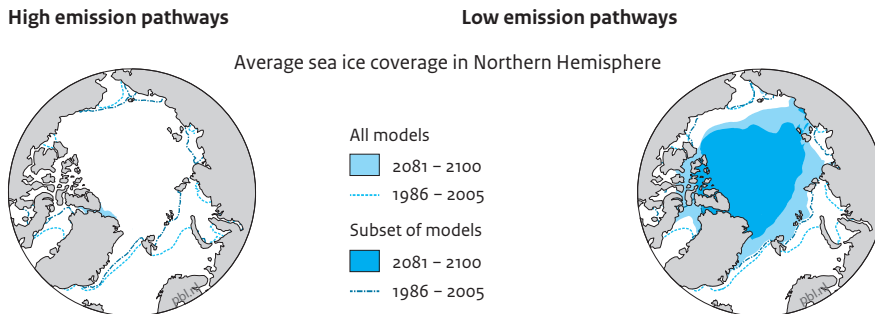 High emission pathways
Low emission pathways
Average sea ice coverage in Northern Hemisphere
All models
2081 – 2100
1986 – 2005
Subset of models
2081 – 2100
1986 – 2005
pbl.nl
pbl.nl